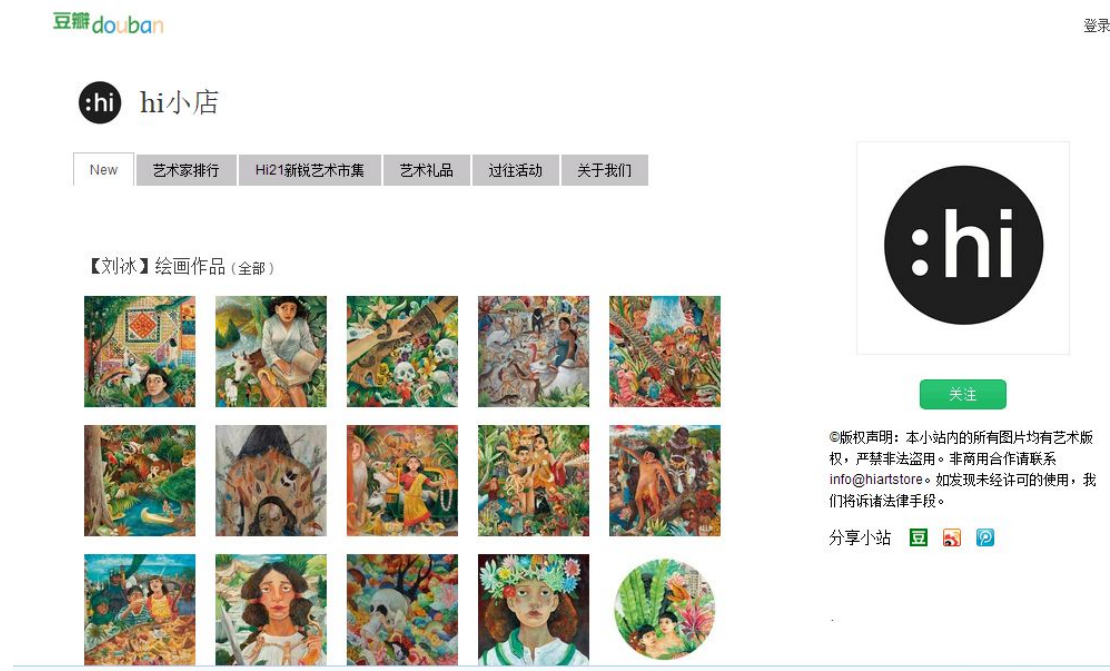 豆瓣douban
登录
:hi hi小店
New 艺术家排行 Hi21新锐艺术市集 艺术礼品 过往活动 关于我们
:hi
【刘冰】绘画作品（全部）
关注
©版权声明：本小站内的所有图片均有艺术版
权，严禁非法盗用。非商用合作请联系
info@hiartstore。如发现未经许可的使用，我
们将诉诸法律手段。
分享小站 豆